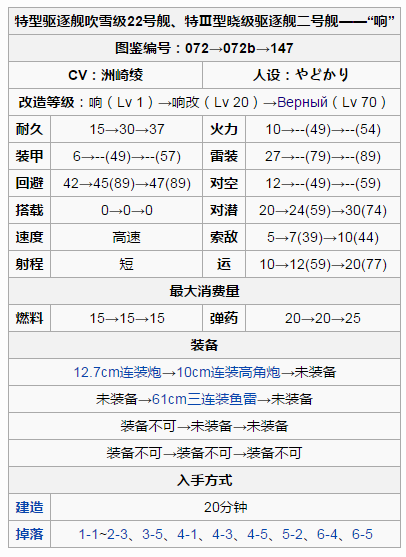 特型驱逐舰吹雪级22号舰、特Ⅲ型晓级驱逐舰二号舰——“响”
图鉴编号：072→072b→147
CV：洲崎绫 人设：やどかり
改造等级：响（Lv 1）→响改（Lv 20）→Верный（Lv 70）
耐久 15→30→37 火力 10→--(49)→--(54)
装甲 6→--(49)→--(57) 雷装 27→--(79)→--(89)
回避 42→45(89)→47(89) 对空 12→--(49)→--(59)
搭载 0→0→0 对潜 20→24(59)→30(74)
速度 高速 索敌 5→7(39)→10(44)
射程 短 运 10→12(59)→20(77)
最大消费量
燃料 15→15→15 弹药 20→20→25
装备
12.7cm连装炮→10cm连装高角炮→未装备
未装备→61cm三连装鱼雷→未装备
装备不可→未装备→未装备
装备不可→装备不可→装备不可
入手方式
建造 20分钟
掉落 1-1~2-3、3-5、4-1、4-3、4-5、5-2、6-4、6-5